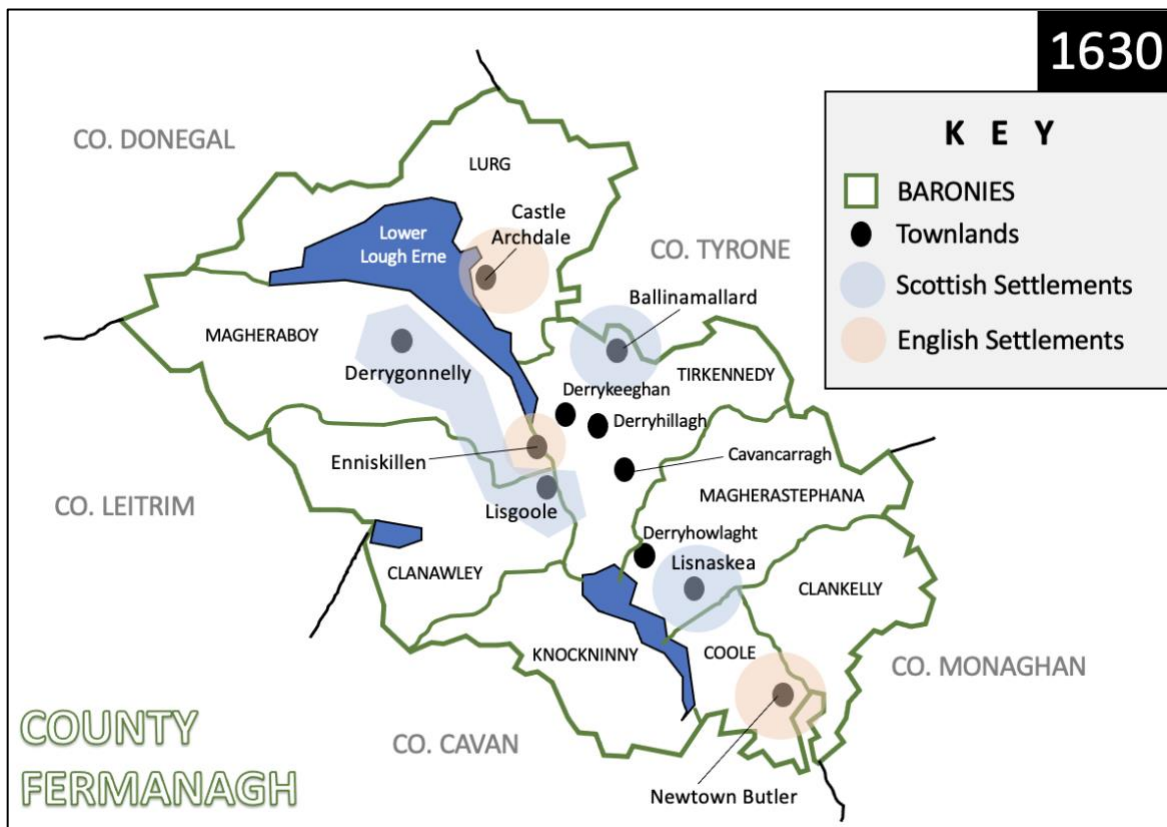 1630
KEY
BARONIES
Townlands
Scottish Settlements
English Settlements
CO. DONEGAL
LURG
Castle
Archdale
Lower
Lough Erne
CO. TYRONE
Ballinamallard
MAGHERABOY
Derrygonnelly
TIRKENNEDY
Derrykeeghan
Derryhillagh
Enniskillen
Cavancarragh
MAGHERASTEPHANA
CO. LEITRIM
Lisgoole
Derryhowlaght
Lisnaskea
CLANAWLEY
CLANKELLY
KNOCKNINNY
COOLE
CO. MONAGHAN
CO. CAVAN
COUNTY
FERMANAGH
Newtown Butler